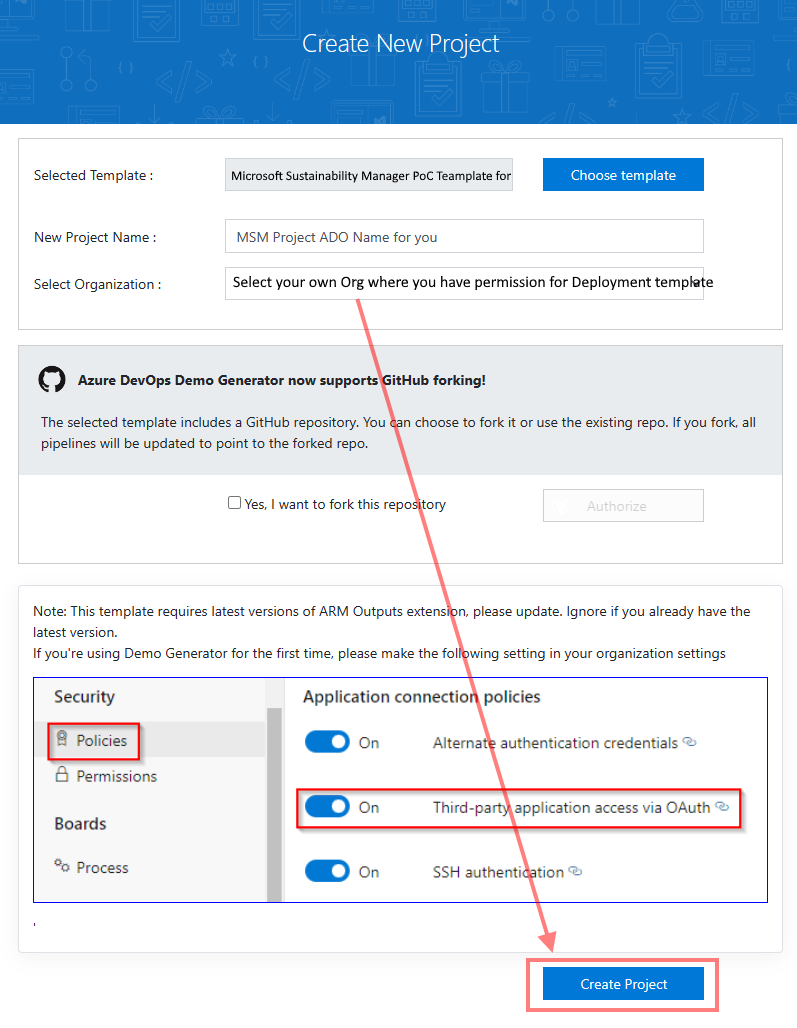 Create New Project
Selected Template :
Microsoft Sustainability Manager PoC Teamplate for
Choose template
New Project Name :
MSM Project ADO Name for you
Select Organization :
Select your own Org where you have permission for Deployment template
Azure DevOps Demo Generator now supports GitHub forking!
The selected template includes a GitHub repository. You can choose to fork it or use the existing repo. If you fork, all
pipelines will be updated to point to the forked repo.
Yes, I want to fork this repository
Authorize
Note: This template requires latest versions of ARM Outputs extension, please update. Ignore if you already have the
latest version.
If you're using Demo Generator for the first time, please make the following setting in your organization settings
Security
Policies
Permissions
Boards
Process
Application connection policies
On Alternate authentication credentials
On Third-party application access via OAuth
On SSH authentication
'
Create Project